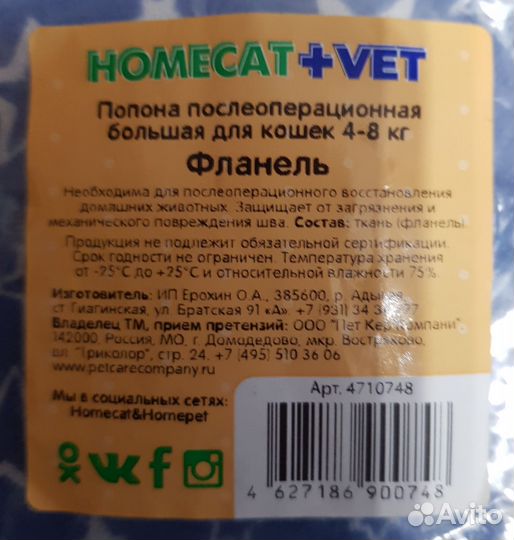 HOMECAT+VET
Попона послеоперационная
большая для кошек 4-8 кг
Фланель
Необходима для послеоперационного восстановления
домашних животных. Защищает от загрязнения и
механического повреждения шва. Состав: ткань (фланель).
Продукция не подлежит обязательной сертификации.
Срок годности не ограничен. Температура хранения
от -25°C до +25°C и относительной влажности 75%.
Изготовитель: ИП Ерохин О.А., 385600, р. Адыгея,
ст. Гиагинская, ул. Братская 91 «А». +7 (931)
Владелец ТМ, прием претензий: ООО "Пет Кер Компани"
142000, Россия, МО, г. Домодедово, мкр. Востряково,
вл. "Триколор", стр. 24. +7 (495) 510 36 06
www.petcarecompany.ru
Мы в социальных сетях:
Homecat&Homepet
Арт. 4710748
4 627186 900748
Avito